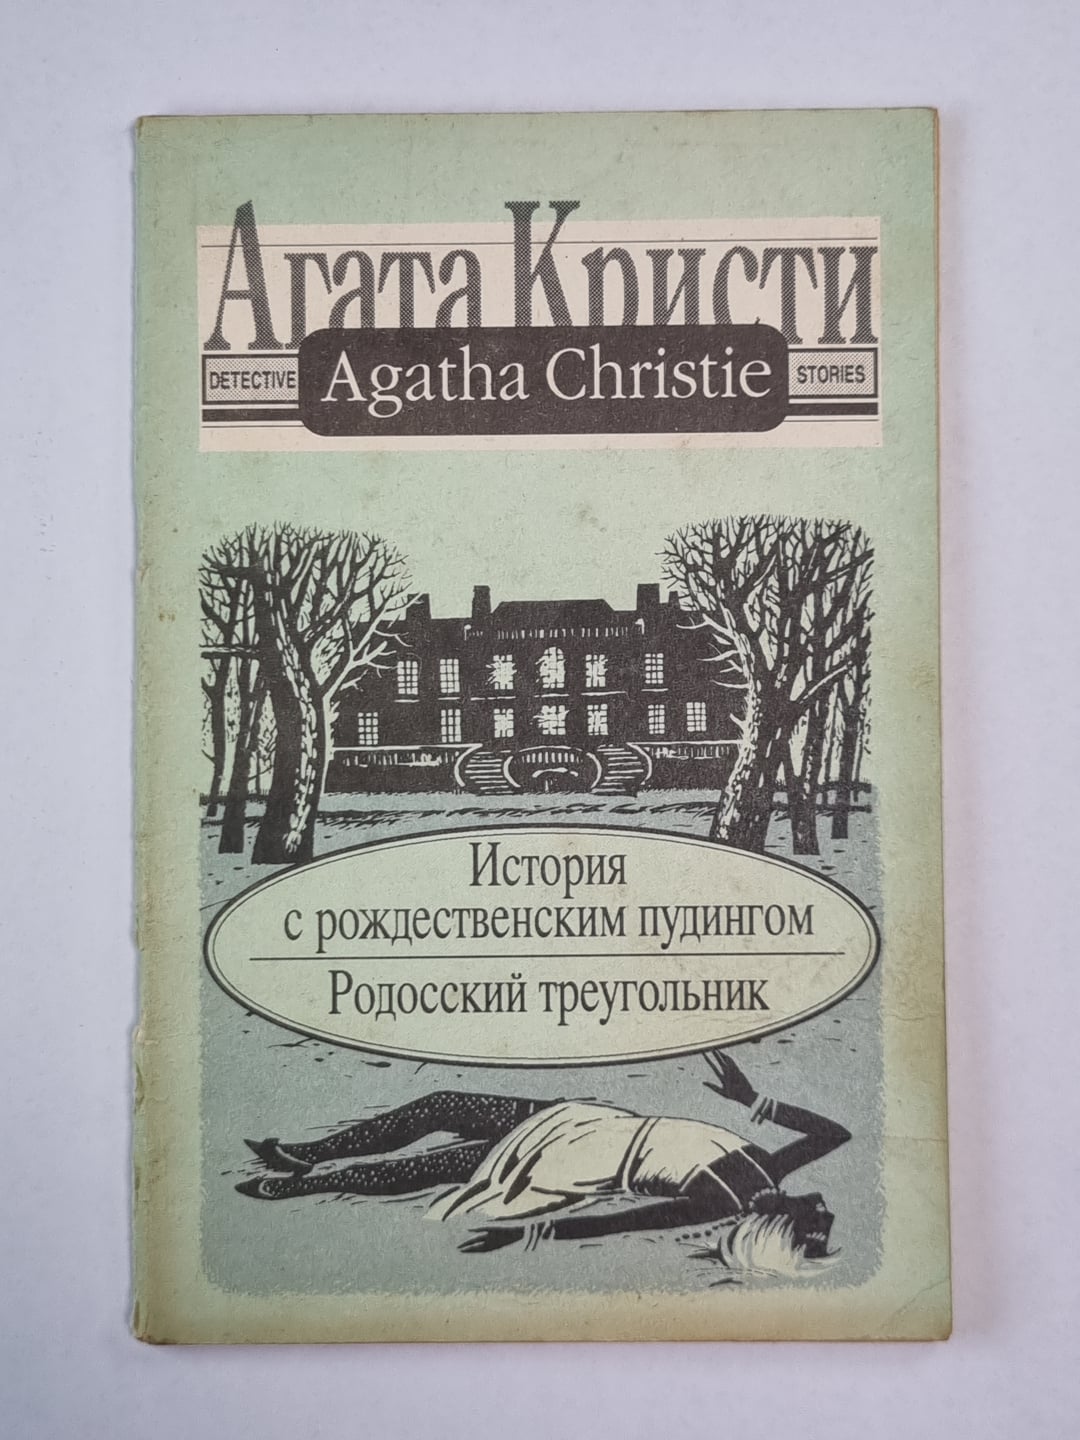 Агата Кристи
DETECTIVE Agatha Christie STORIES
История
с рождественским пудингом
Родосский треугольник